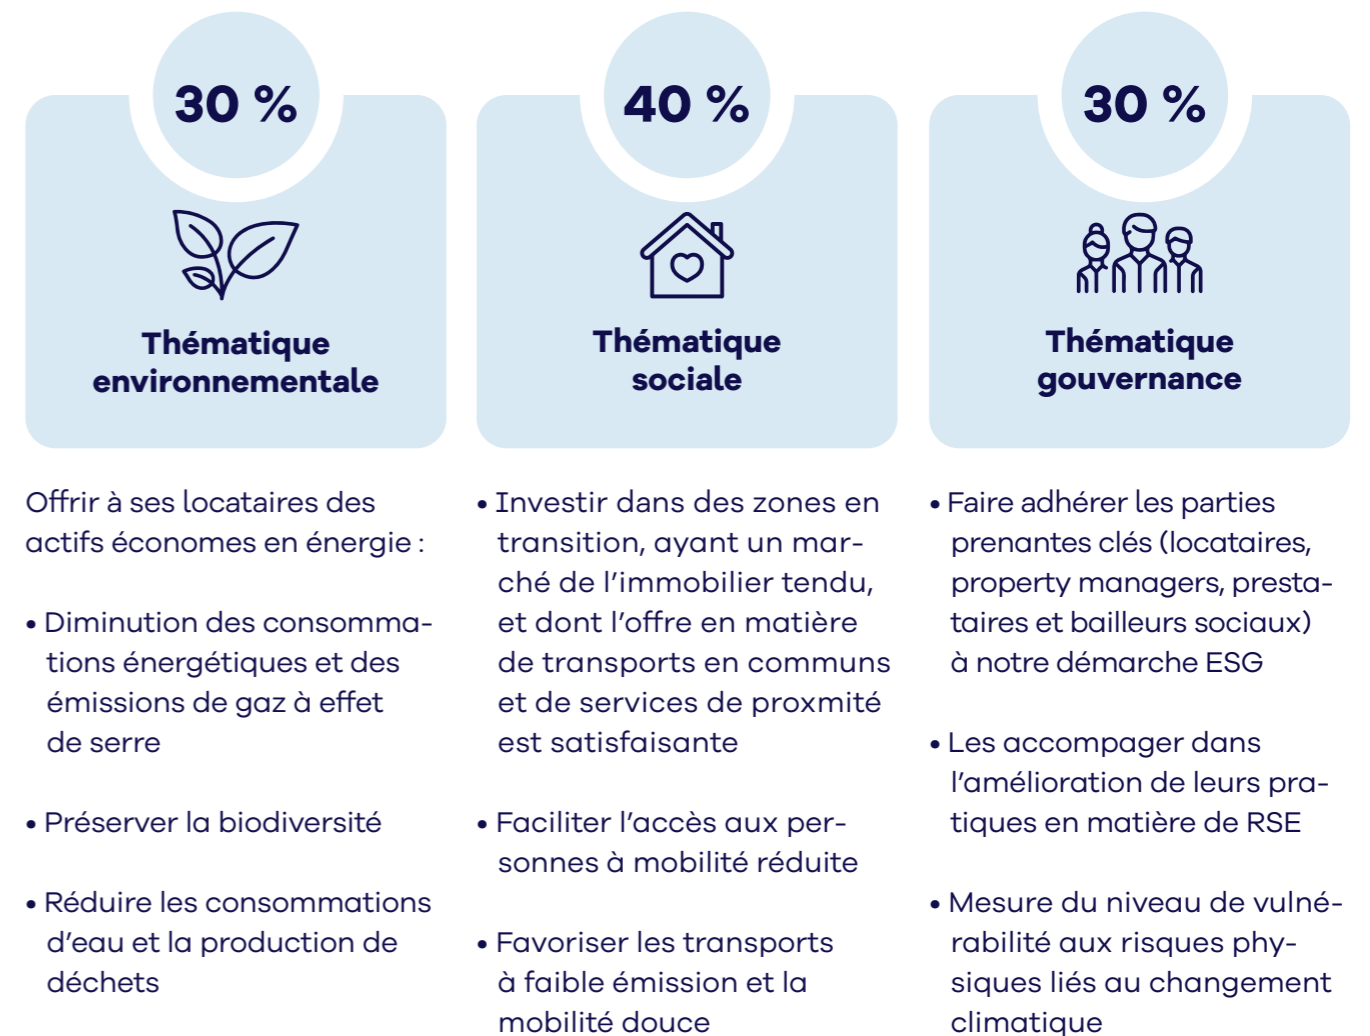 30 %
Thématique
environnementale
Offrir à ses locataires des
actifs économes en énergie :
• Diminution des consomma-
tions énergétiques et des
émissions de gaz à effet
de serre
• Préserver la biodiversité
• Réduire les consommations
d’eau et la production de
déchets
40 %
Thématique
sociale
• Investir dans des zones en
transition, ayant un mar-
ché de l’immobilier tendu,
et dont l’offre en matière
de transports en communs
et de services de proxmité
est satisfaisante
• Faciliter l’accès aux per-
sonnes à mobilité réduite
• Favoriser les transports
à faible émission et la
mobilité douce
30 %
Thématique
gouvernance
• Faire adhérer les parties
prenantes clés (locataires,
property managers, presta-
taires et bailleurs sociaux)
à notre démarche ESG
• Les accompager dans
l’amélioration de leurs pra-
tiques en matière de RSE
• Mesure du niveau de vulné-
rabilité aux risques phy-
siques liés au changement
climatique